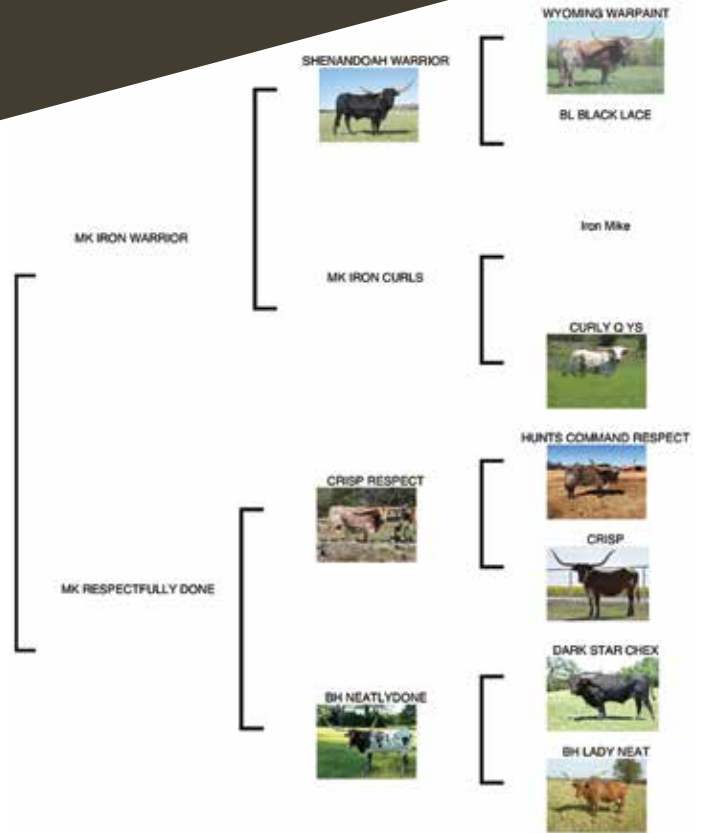 WYOMING WARPAINT
SHENANDOAH WARRIOR
BL BLACK LACE
MK IRON WARRIOR
Iron Mike
MK IRON CURLS
CURLY Q YS
HUNTS COMMAND RESPECT
CRISP RESPECT
CRISP
MK RESPECTFULLY DONE
DARK STAR CHEX
BH NEATLYDONE
BH LADY NEAT